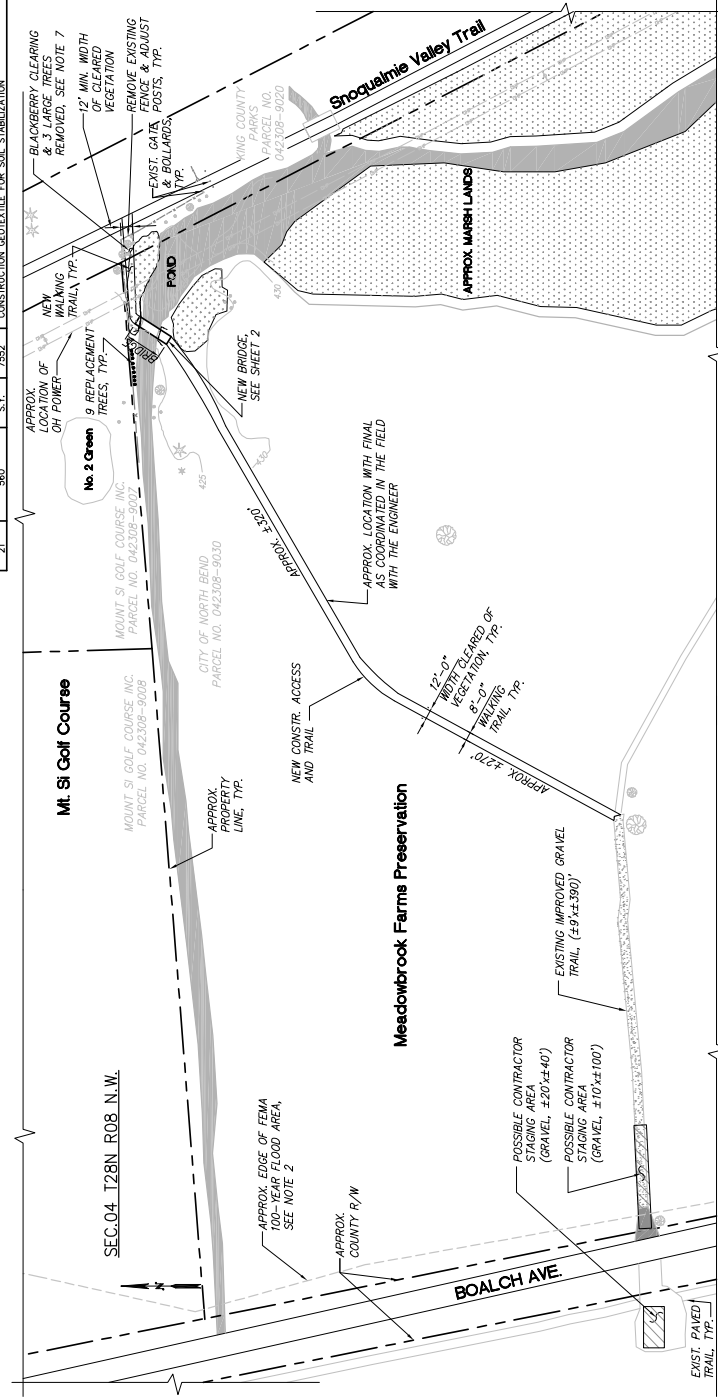 21 560 S.Y. 7552 CONSTRUCTION GEOTEXTILE FOR SOIL STABILIZATION
SEC.04 T28N R08 N.W.
N
Mt. Si Golf Course
MOUNT SI GOLF COURSE INC.
PARCEL NO. 042308-9008
MOUNT SI GOLF COURSE INC.
PARCEL NO. 042308-9007
CITY OF NORTH BEND
PARCEL NO. 042308-9030
No. 2 Green
APPROX.
LOCATION OF
OH POWER
9 REPLACEMENT
TREES, TYP.
NEW
WALKING
TRAIL, TYP.
BLACKBERRY CLEARING
& 3 LARGE TREES
REMOVED, SEE NOTE 7
12' MIN. WIDTH
OF CLEARED
VEGETATION
REMOVE EXISTING
FENCE & ADJUST
POSTS, TYP.
EXIST. GATE
& BOLLARDS,
TYP.
KING COUNTY
PARKS
PARCEL NO.
042308-9020
Snoqualmie Valley Trail
BRIDGE
POND
NEW BRIDGE,
SEE SHEET 2
430
425
430
APPROX. MARSH LANDS
APPROX. ±320'
APPROX. LOCATION WITH FINAL
AS COORDINATED IN THE FIELD
WITH THE ENGINEER
NEW CONSTR. ACCESS
AND TRAIL
12'-0"
WIDTH CLEARED OF
VEGETATION, TYP.
8'-0"
WALKING
TRAIL, TYP.
APPROX. ±270'
APPROX.
PROPERTY
LINE, TYP.
Meadowbrook Farms Preservation
APPROX. EDGE OF FEMA
100-YEAR FLOOD AREA,
SEE NOTE 2
APPROX.
COUNTY R/W
BOALCH AVE.
EXISTING IMPROVED GRAVEL
TRAIL, (±9'x±390')'
POSSIBLE CONTRACTOR
STAGING AREA
(GRAVEL, ±20'x±40')
POSSIBLE CONTRACTOR
STAGING AREA
(GRAVEL, ±10'x±100')
EXIST. PAVED
TRAIL, TYP.